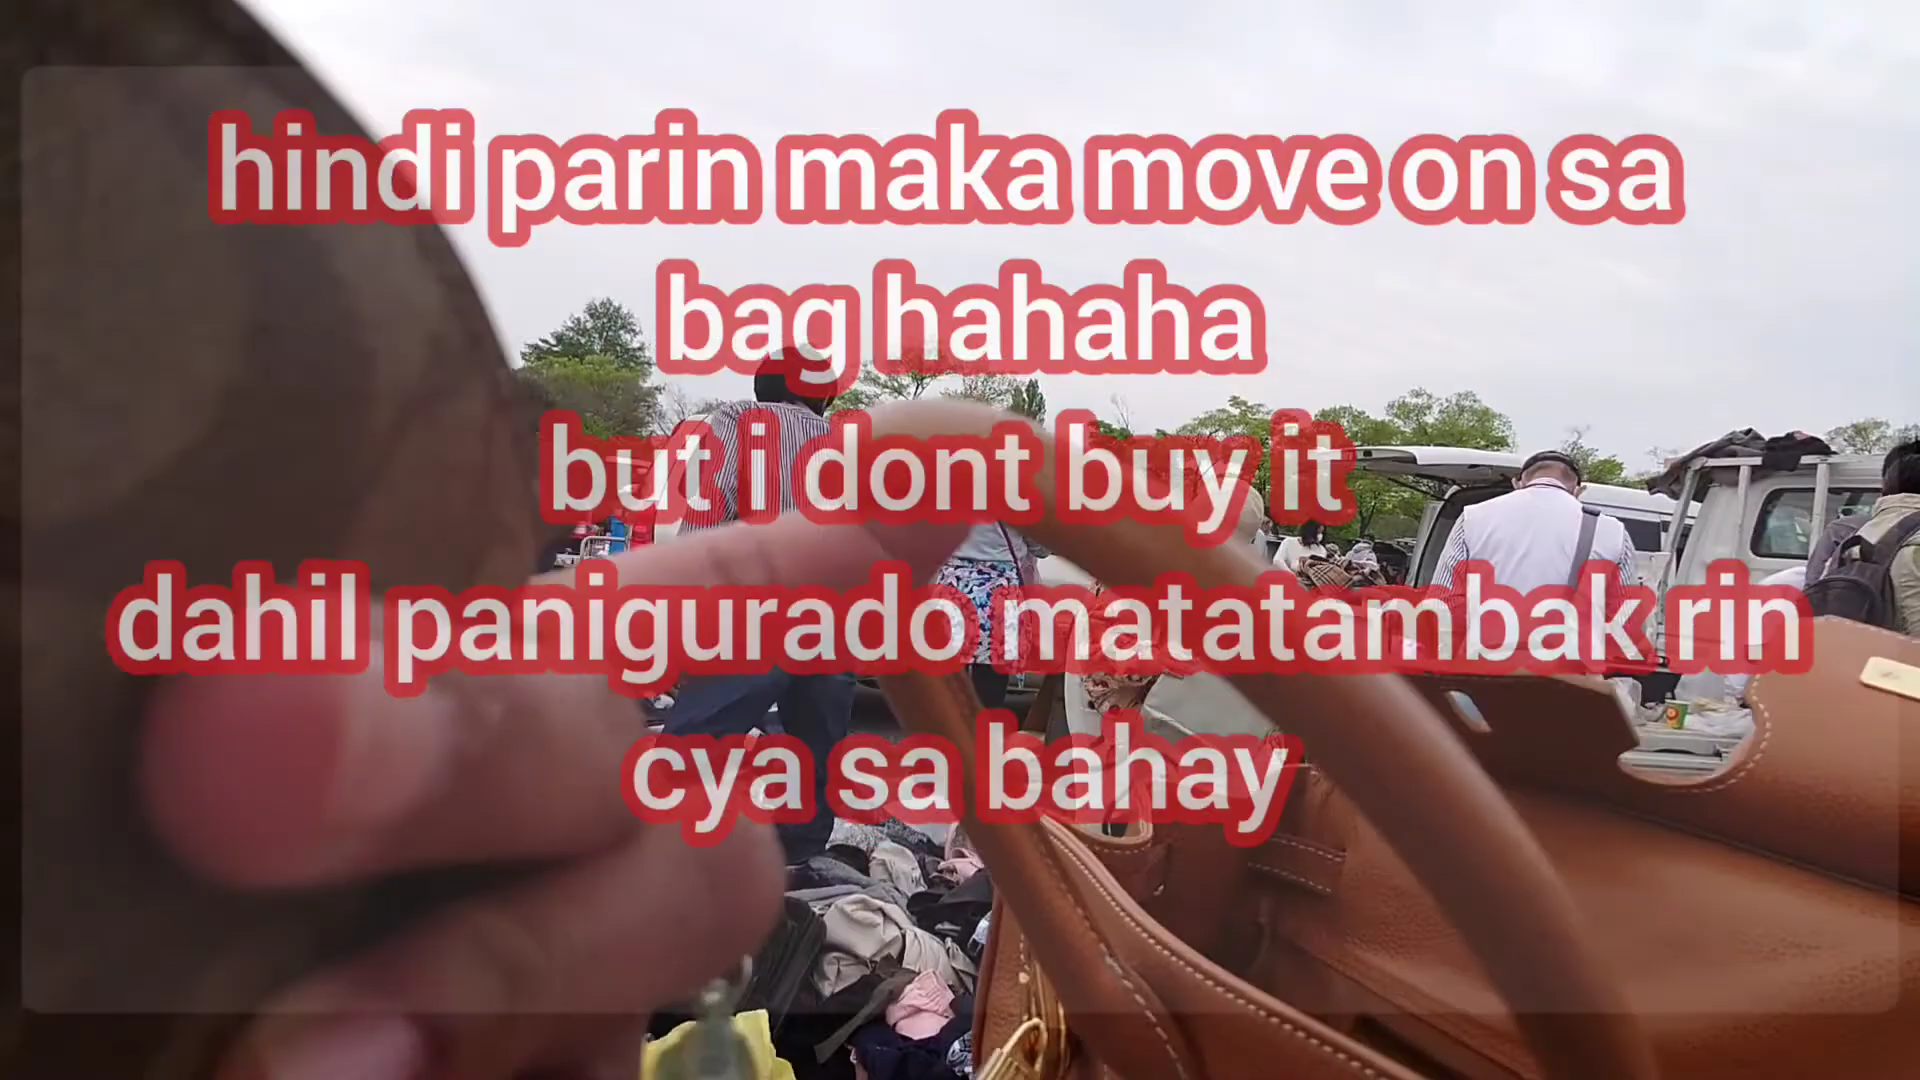 hindi parin maka move on sa
bag hahaha
but i dont buy it
dahil panigurado matatambak rin
cya sa bahay